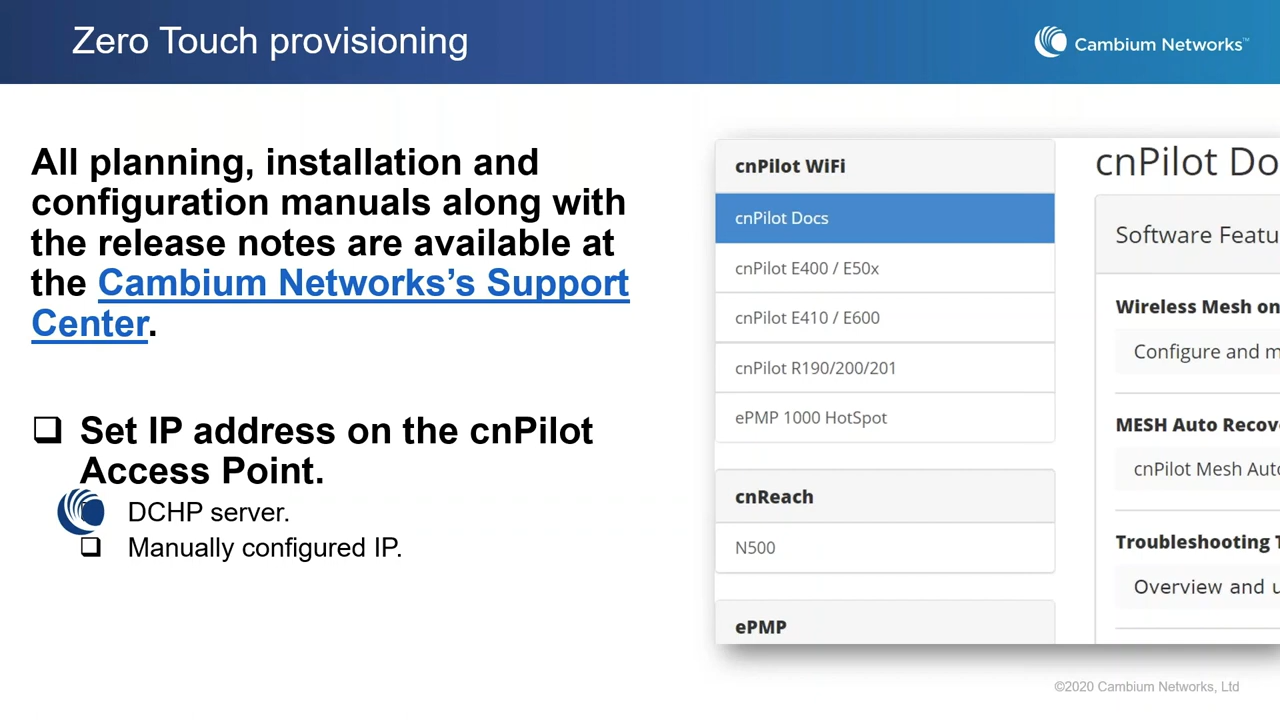 Zero Touch provisioning
Cambium Networks™
All planning, installation and
configuration manuals along with
the release notes are available at
the Cambium Networks’s Support
Center.
Set IP address on the cnPilot
Access Point.
DCHP server.
Manually configured IP.
cnPilot WiFi
cnPilot Docs
cnPilot E400 / E50x
cnPilot E410 / E600
cnPilot R190/200/201
ePMP 1000 HotSpot
cnReach
N500
ePMP
cnPilot Do
Software Featu
Wireless Mesh on
Configure and m
MESH Auto Recov
cnPilot Mesh Aut
Troubleshooting T
Overview and u
©2020 Cambium Networks, Ltd